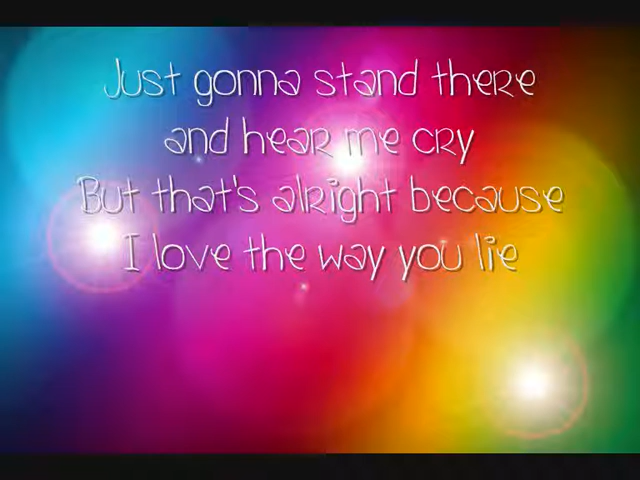 Just gonna stand there
and hear me cry
But that's alright because
I love the way you lie